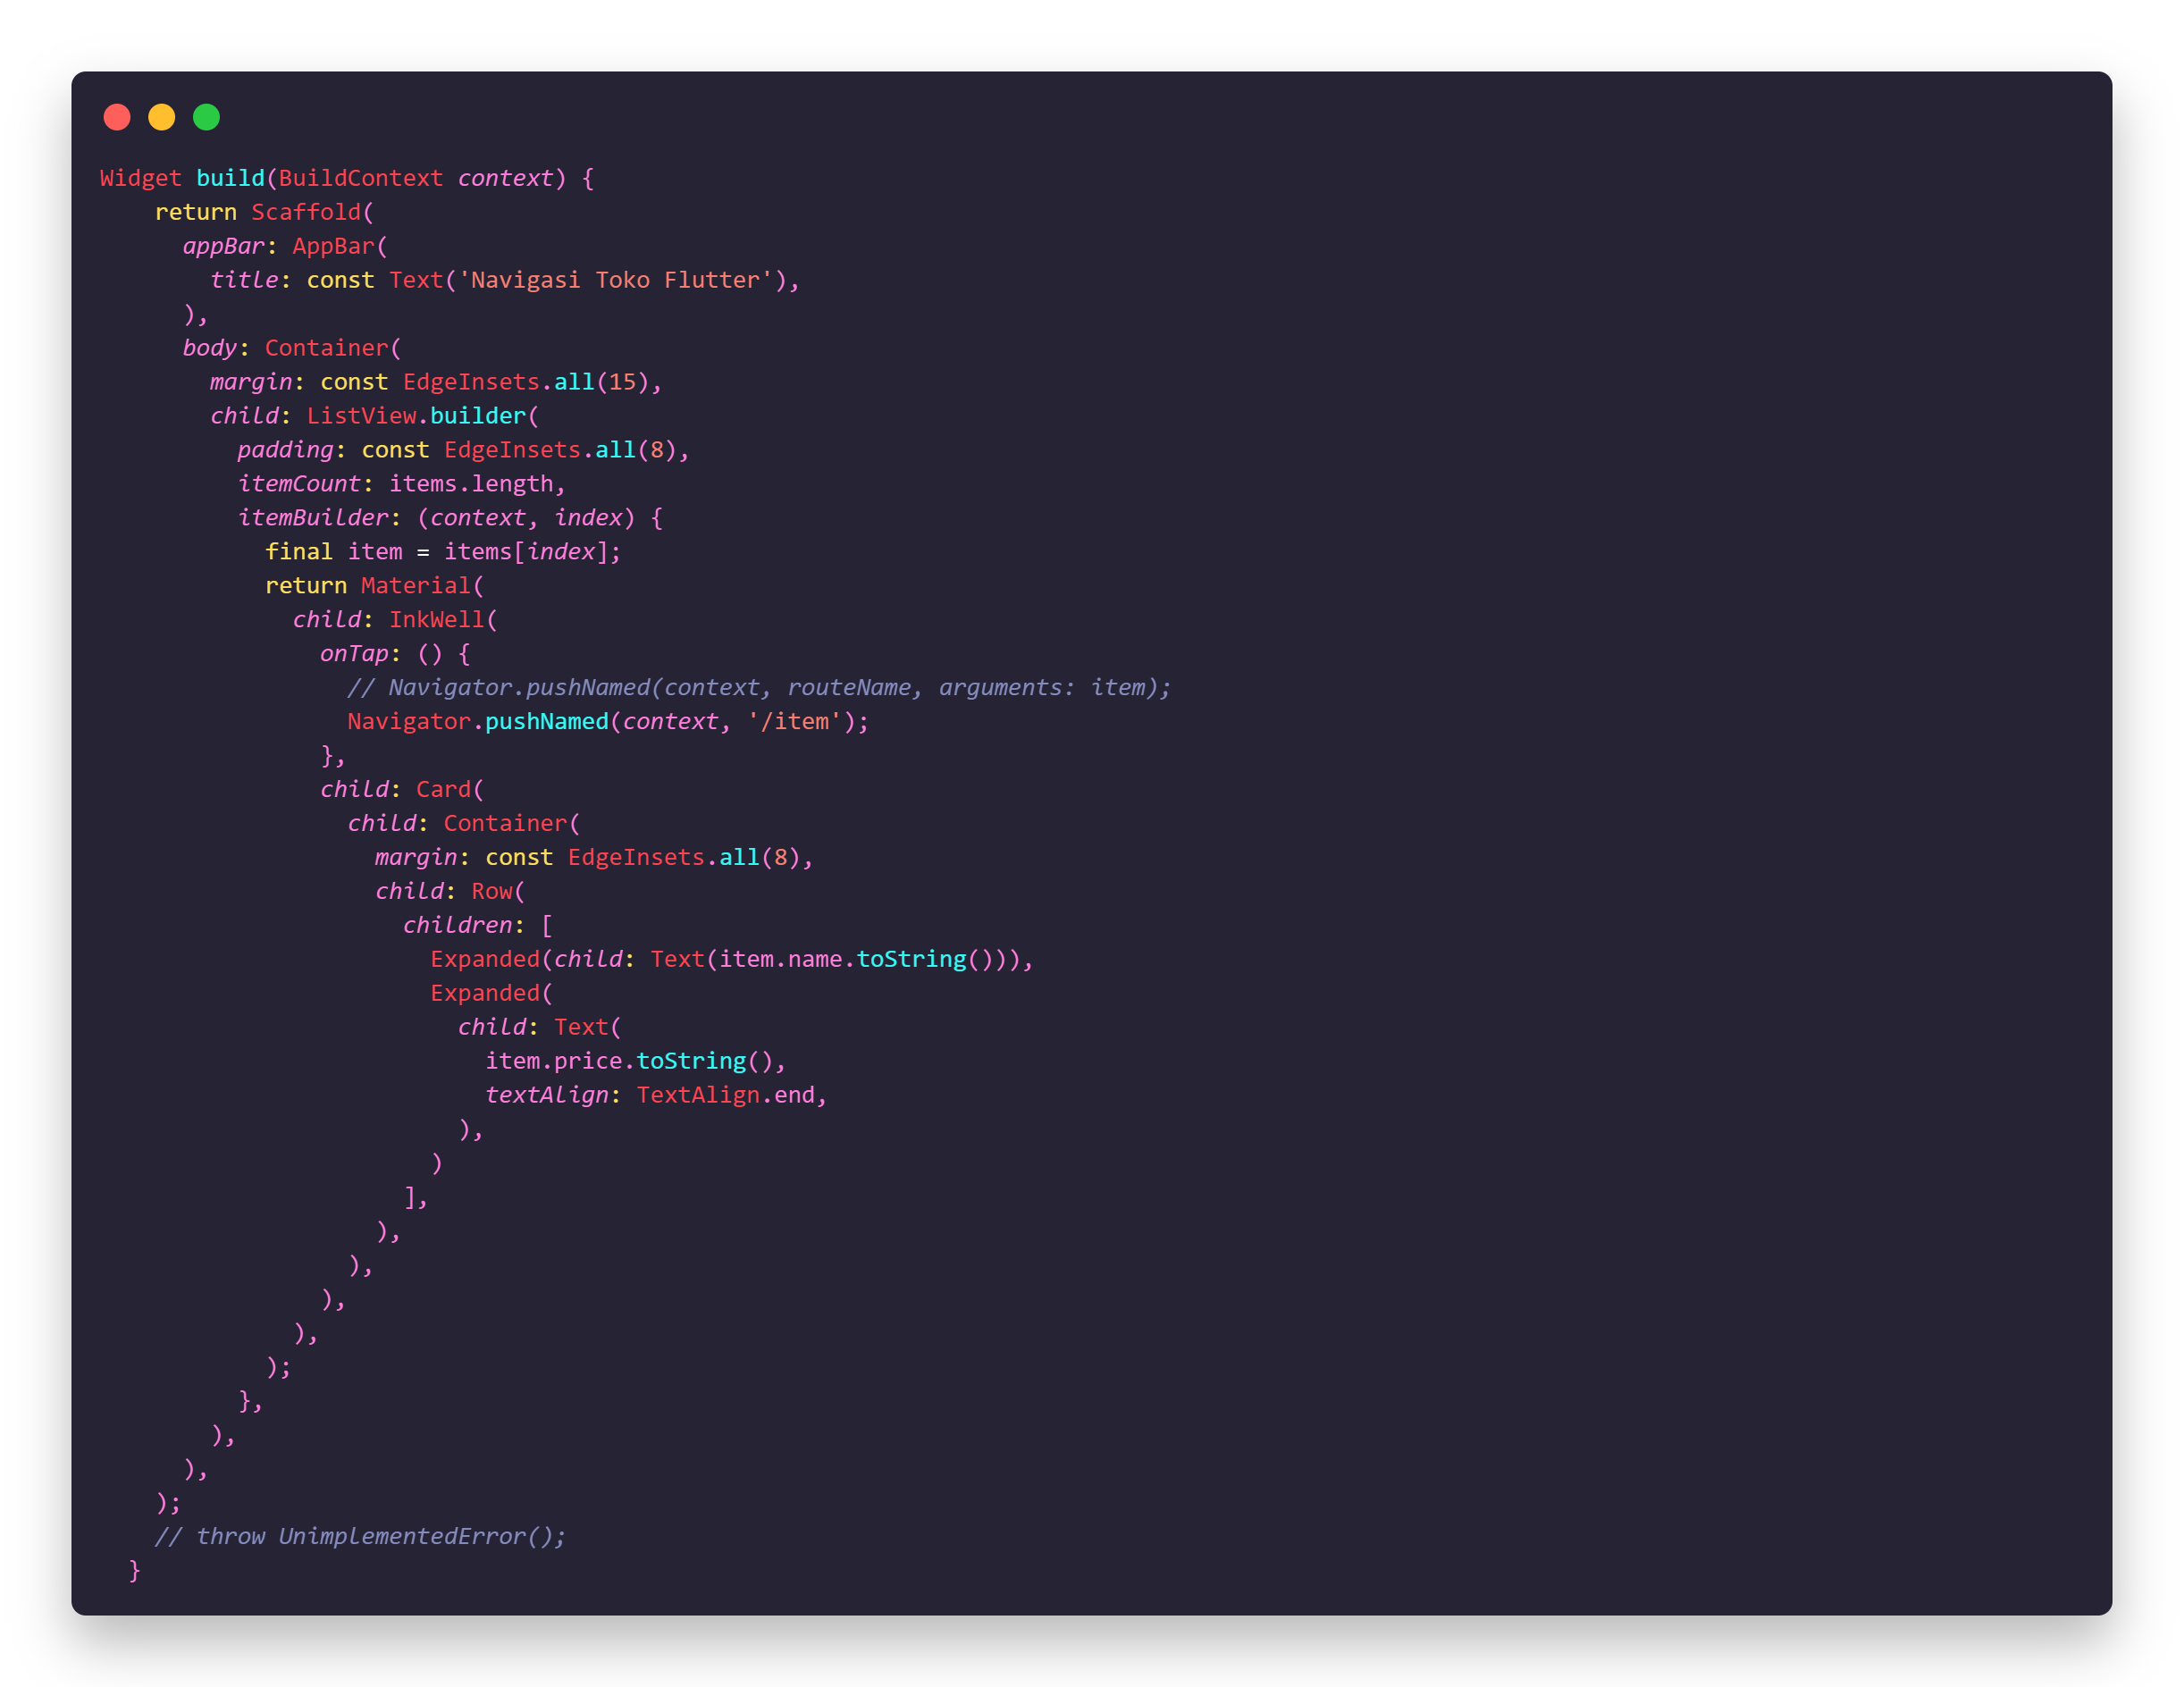 Widget build(BuildContext context) {
    return Scaffold(
      appBar: AppBar(
        title: const Text('Navigasi Toko Flutter'),
      ),
      body: Container(
        margin: const EdgeInsets.all(15),
        child: ListView.builder(
          padding: const EdgeInsets.all(8),
          itemCount: items.length,
          itemBuilder: (context, index) {
            final item = items[index];
            return Material(
              child: InkWell(
                onTap: () {
                  // Navigator.pushNamed(context, routeName, arguments: item);
                  Navigator.pushNamed(context, '/item');
                },
                child: Card(
                  child: Container(
                    margin: const EdgeInsets.all(8),
                    child: Row(
                      children: [
                        Expanded(child: Text(item.name.toString())),
                        Expanded(
                          child: Text(
                            item.price.toString(),
                            textAlign: TextAlign.end,
                          ),
                        )
                      ],
                    ),
                  ),
                ),
              ),
            );
          },
        ),
      ),
    );
    // throw UnimplementedError();
  }